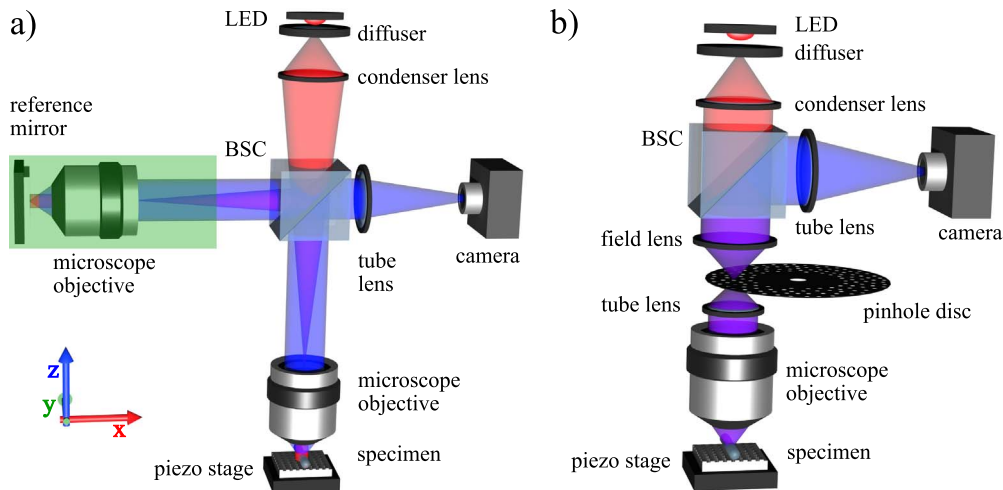 a)
LED
diffuser
condenser lens
reference
mirror
BSC
microscope
objective
tube
lens
camera
z
y
x
microscope
objective
piezo stage
specimen
b)
LED
diffuser
condenser lens
BSC
tube lens
camera
field lens
tube lens
pinhole disc
microscope
objective
piezo stage
specimen